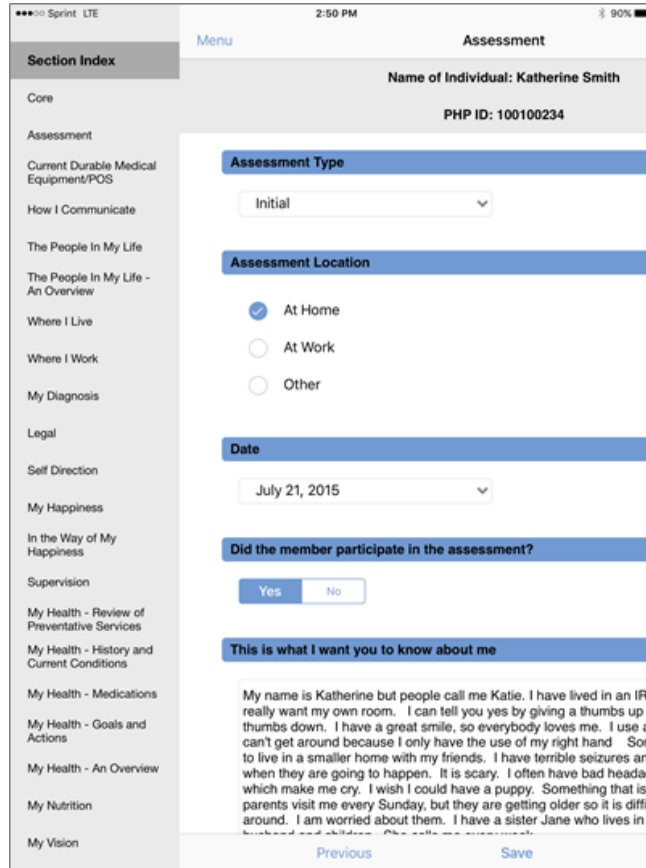 Sprint LTE
2:50 PM
90%
Section Index
Core
Assessment
Current Durable Medical
Equipment/POS
How I Communicate
The People In My Life
The People In My Life -
An Overview
Where I Live
Where I Work
My Diagnosis
Legal
Self Direction
My Happiness
In the Way of My
Happiness
Supervision
My Health - Review of
Preventative Services
My Health - History and
Current Conditions
My Health - Medications
My Health - Goals and
Actions
My Health - An Overview
My Nutrition
My Vision
Menu
Assessment
Name of Individual: Katherine Smith
PHP ID: 100100234
Assessment Type
Initial
Assessment Location
At Home
At Work
Other
Date
July 21, 2015
Did the member participate in the assessment?
Yes No
This is what I want you to know about me
My name is Katherine but people call me Katie. I have lived in an IR
really want my own room. I can tell you yes by giving a thumbs up
thumbs down. I have a great smile, so everybody loves me. I use a
can't get around because I only have the use of my right hand
to live in a smaller home with my friends. I have terrible seizures
when they are going to happen. It is scary. I often have bad
which make me cry. I wish I could have a puppy. Something that is
parents visit me every Sunday, but they are getting older so it is
around. I am worried about them. I have a sister Jane who lives in
Previous
Save